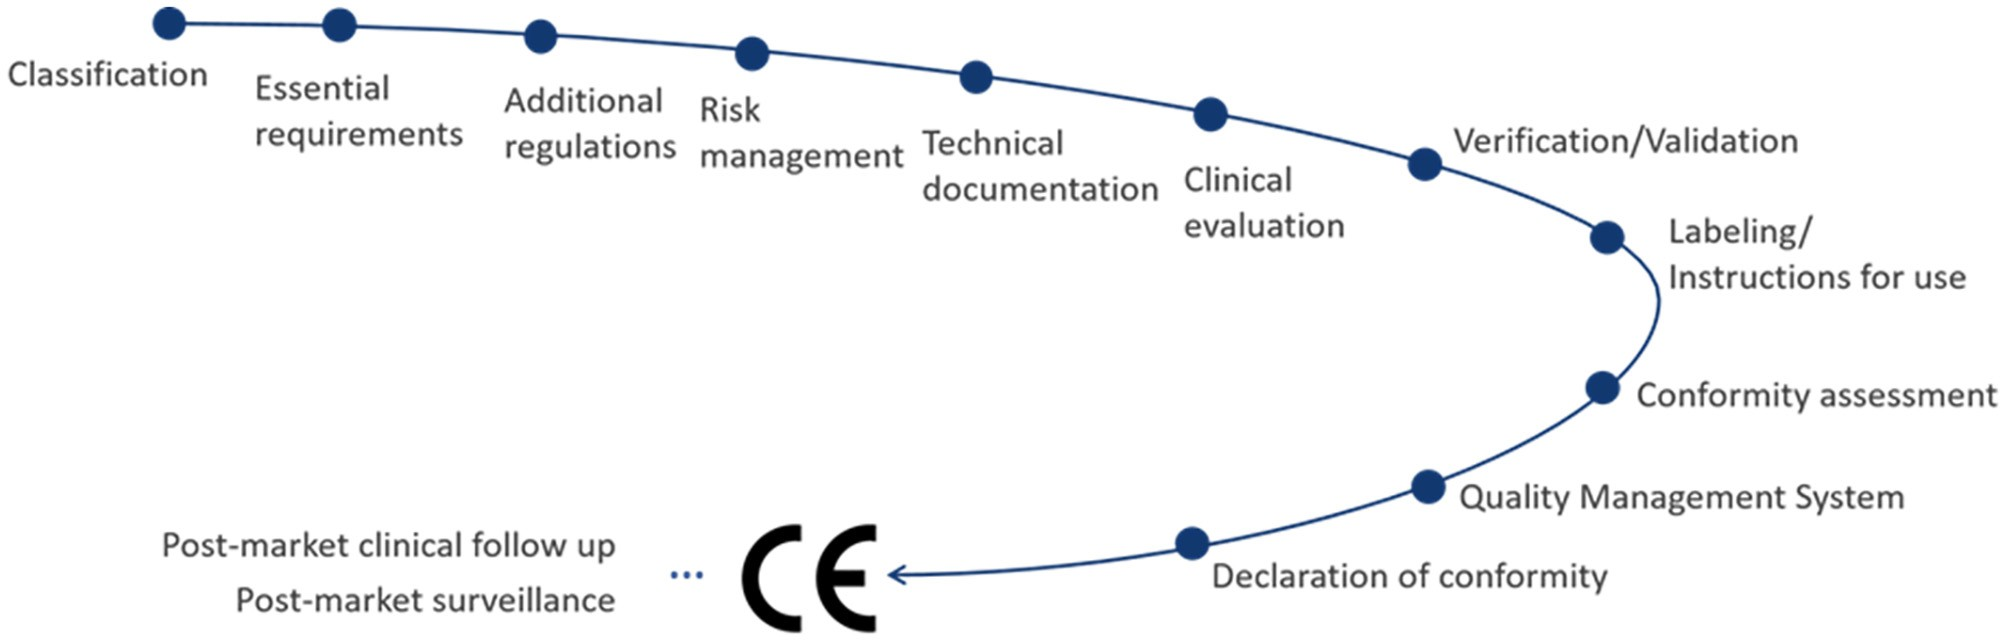 Classification
Essential
requirements
Additional
regulations
Risk
management
Technical
documentation
Clinical
evaluation
Verification/Validation
Labeling/
Instructions for use
Conformity assessment
Quality Management System
Declaration of conformity
CE
...
Post-market clinical follow up
Post-market surveillance